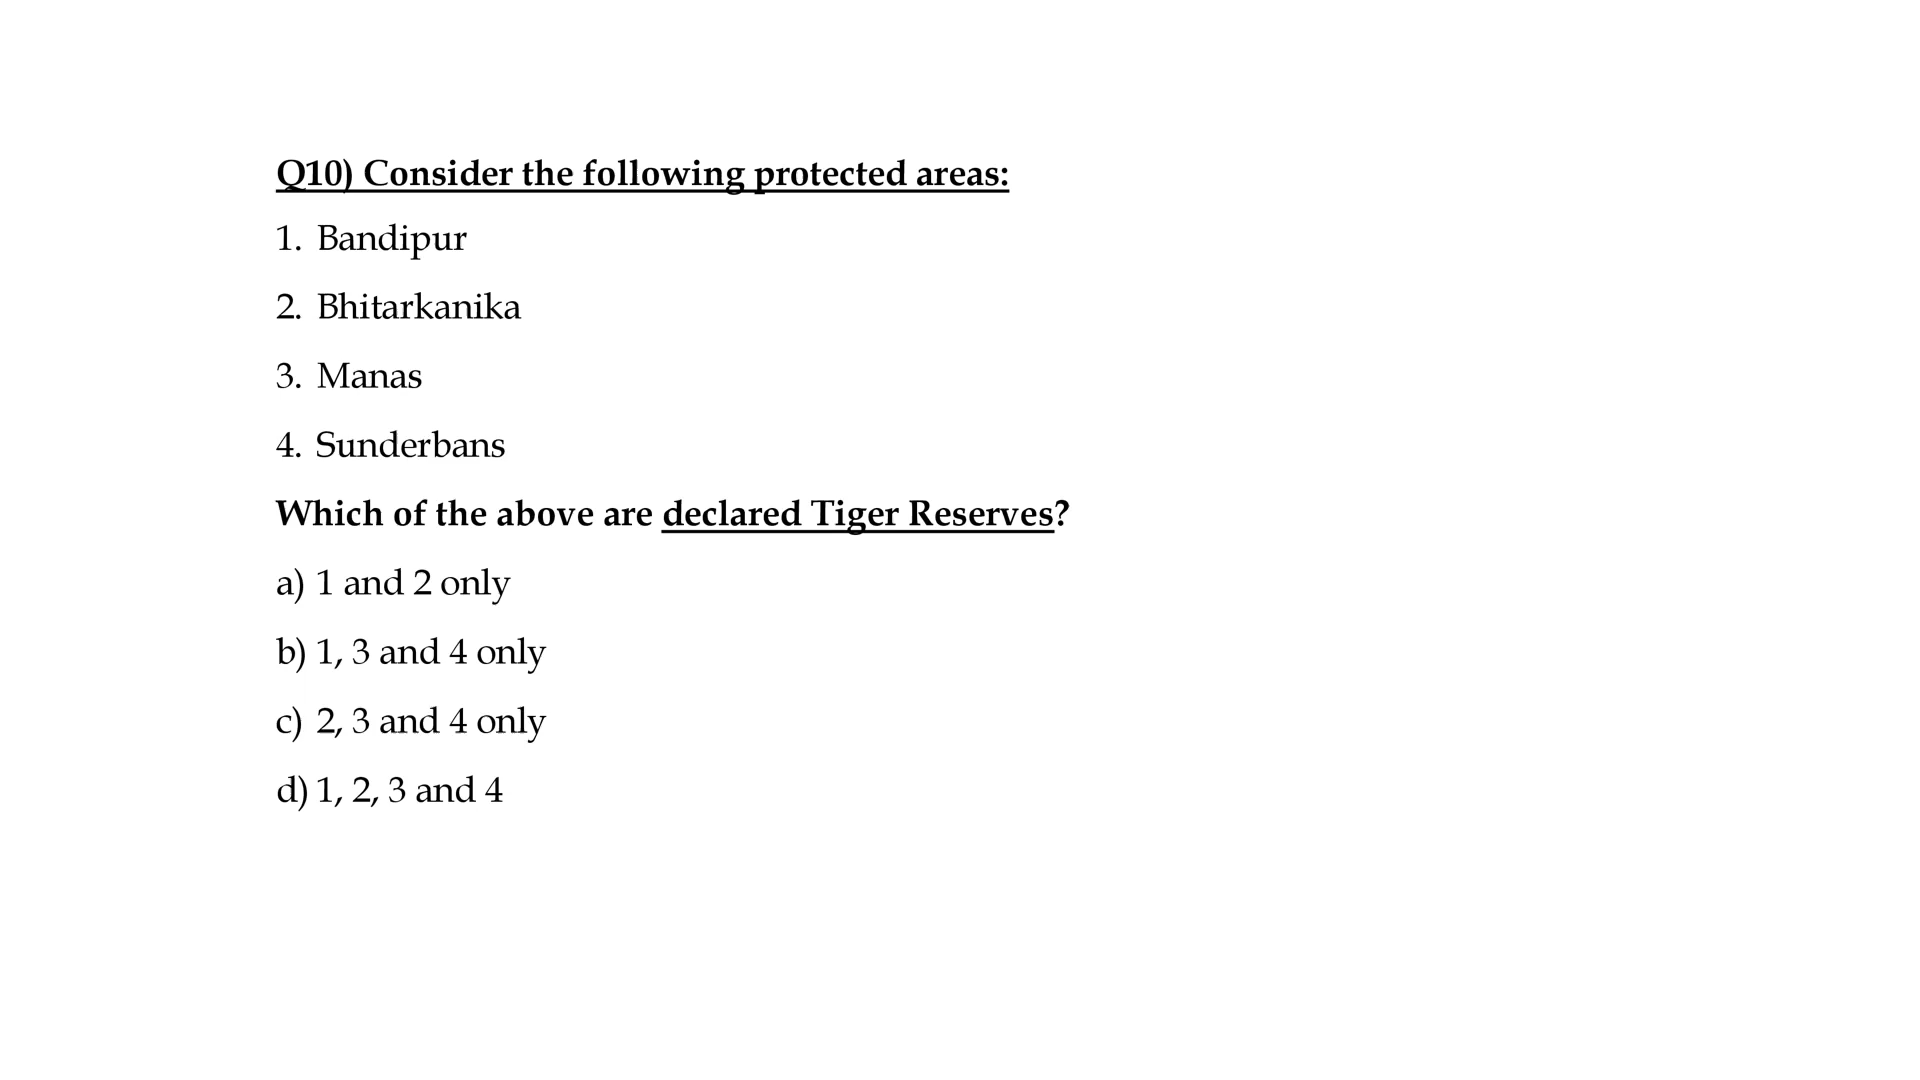 Q10) Consider the following protected areas:
1. Bandipur
2. Bhitarkanika
3. Manas
4. Sunderbans
Which of the above are declared Tiger Reserves?
a) 1 and 2 only
b) 1, 3 and 4 only
c) 2, 3 and 4 only
d) 1, 2, 3 and 4